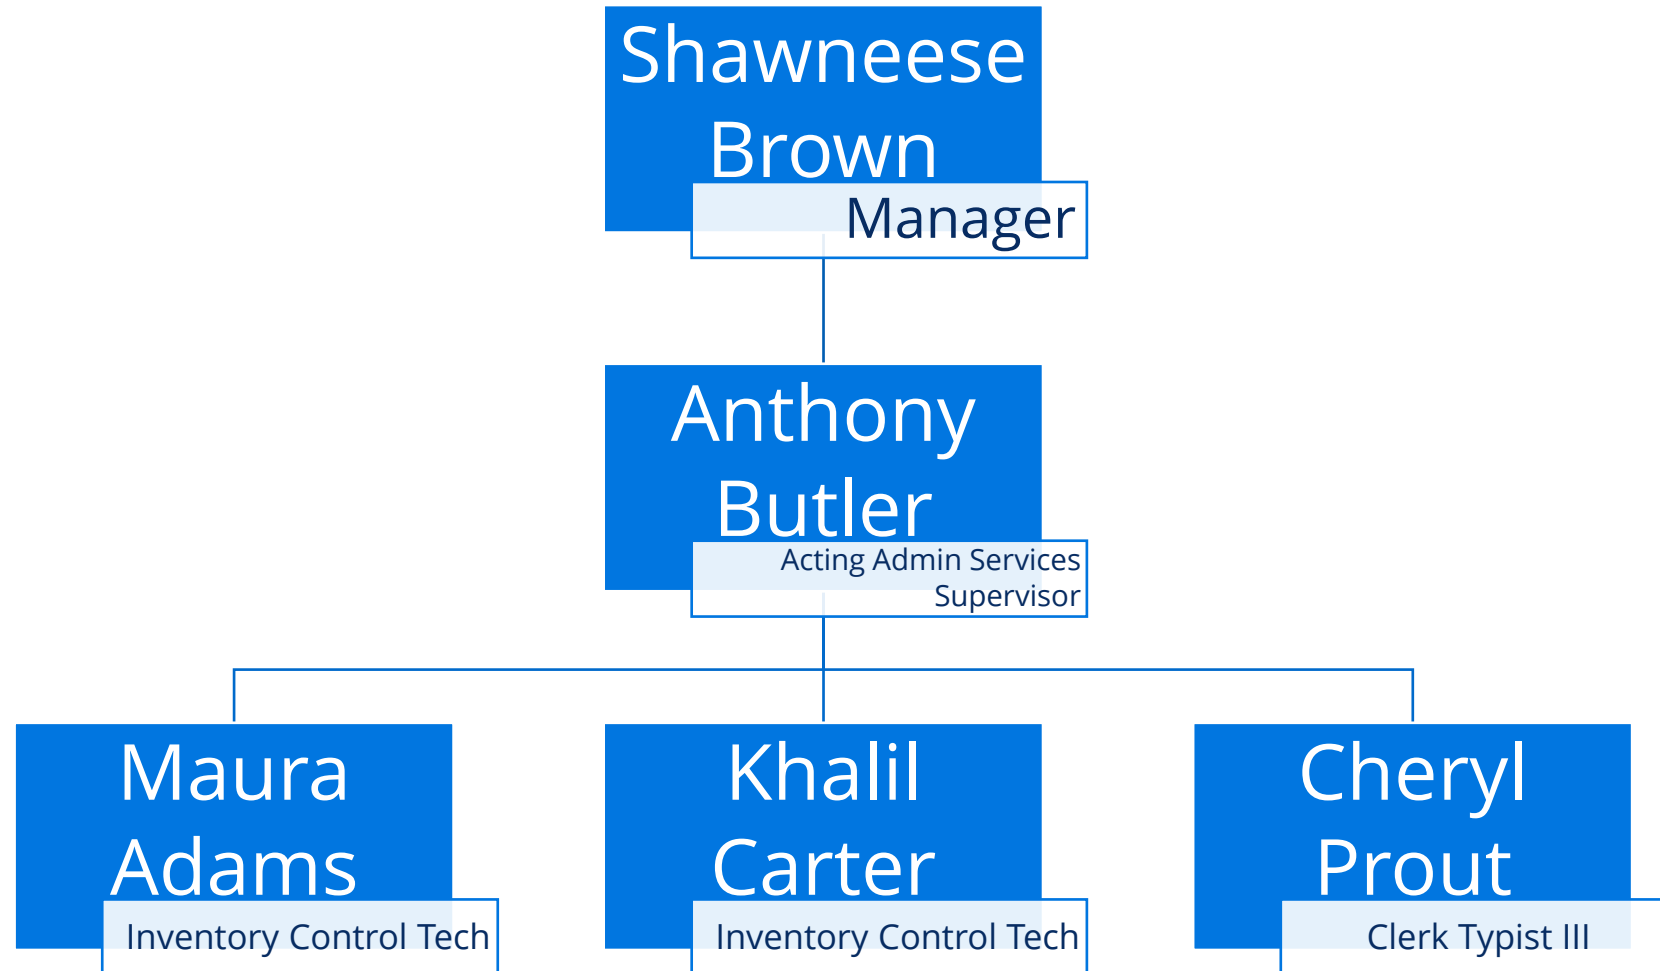 Shawneese
Brown
Manager
Anthony
Butler
Acting Admin Services
Supervisor
Maura
Adams
Inventory Control Tech
Khalil
Carter
Inventory Control Tech
Cheryl
Prout
Clerk Typist III